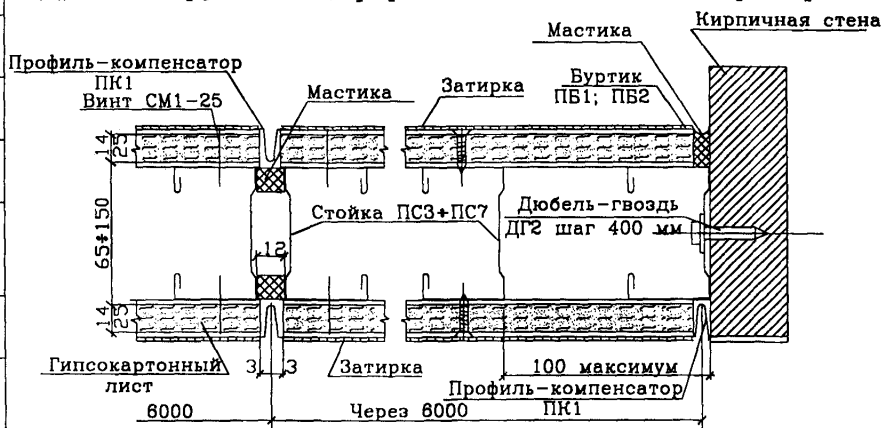 Кирпичная стена
Мастика
Профиль-компенсатор
ПК1
Винт СМ1-25
Мастика
Затирка
Буртик
ПБ1; ПБ2
14
25
65÷150
12
Стойка ПС3÷ПС7
Дюбель-гвоздь
ДГ2 шаг 400 мм
14
25
Гипсокартонный
лист
3 3
Затирка
100 максимум
Профиль-компенсатор
ПК1
6000
Через 6000